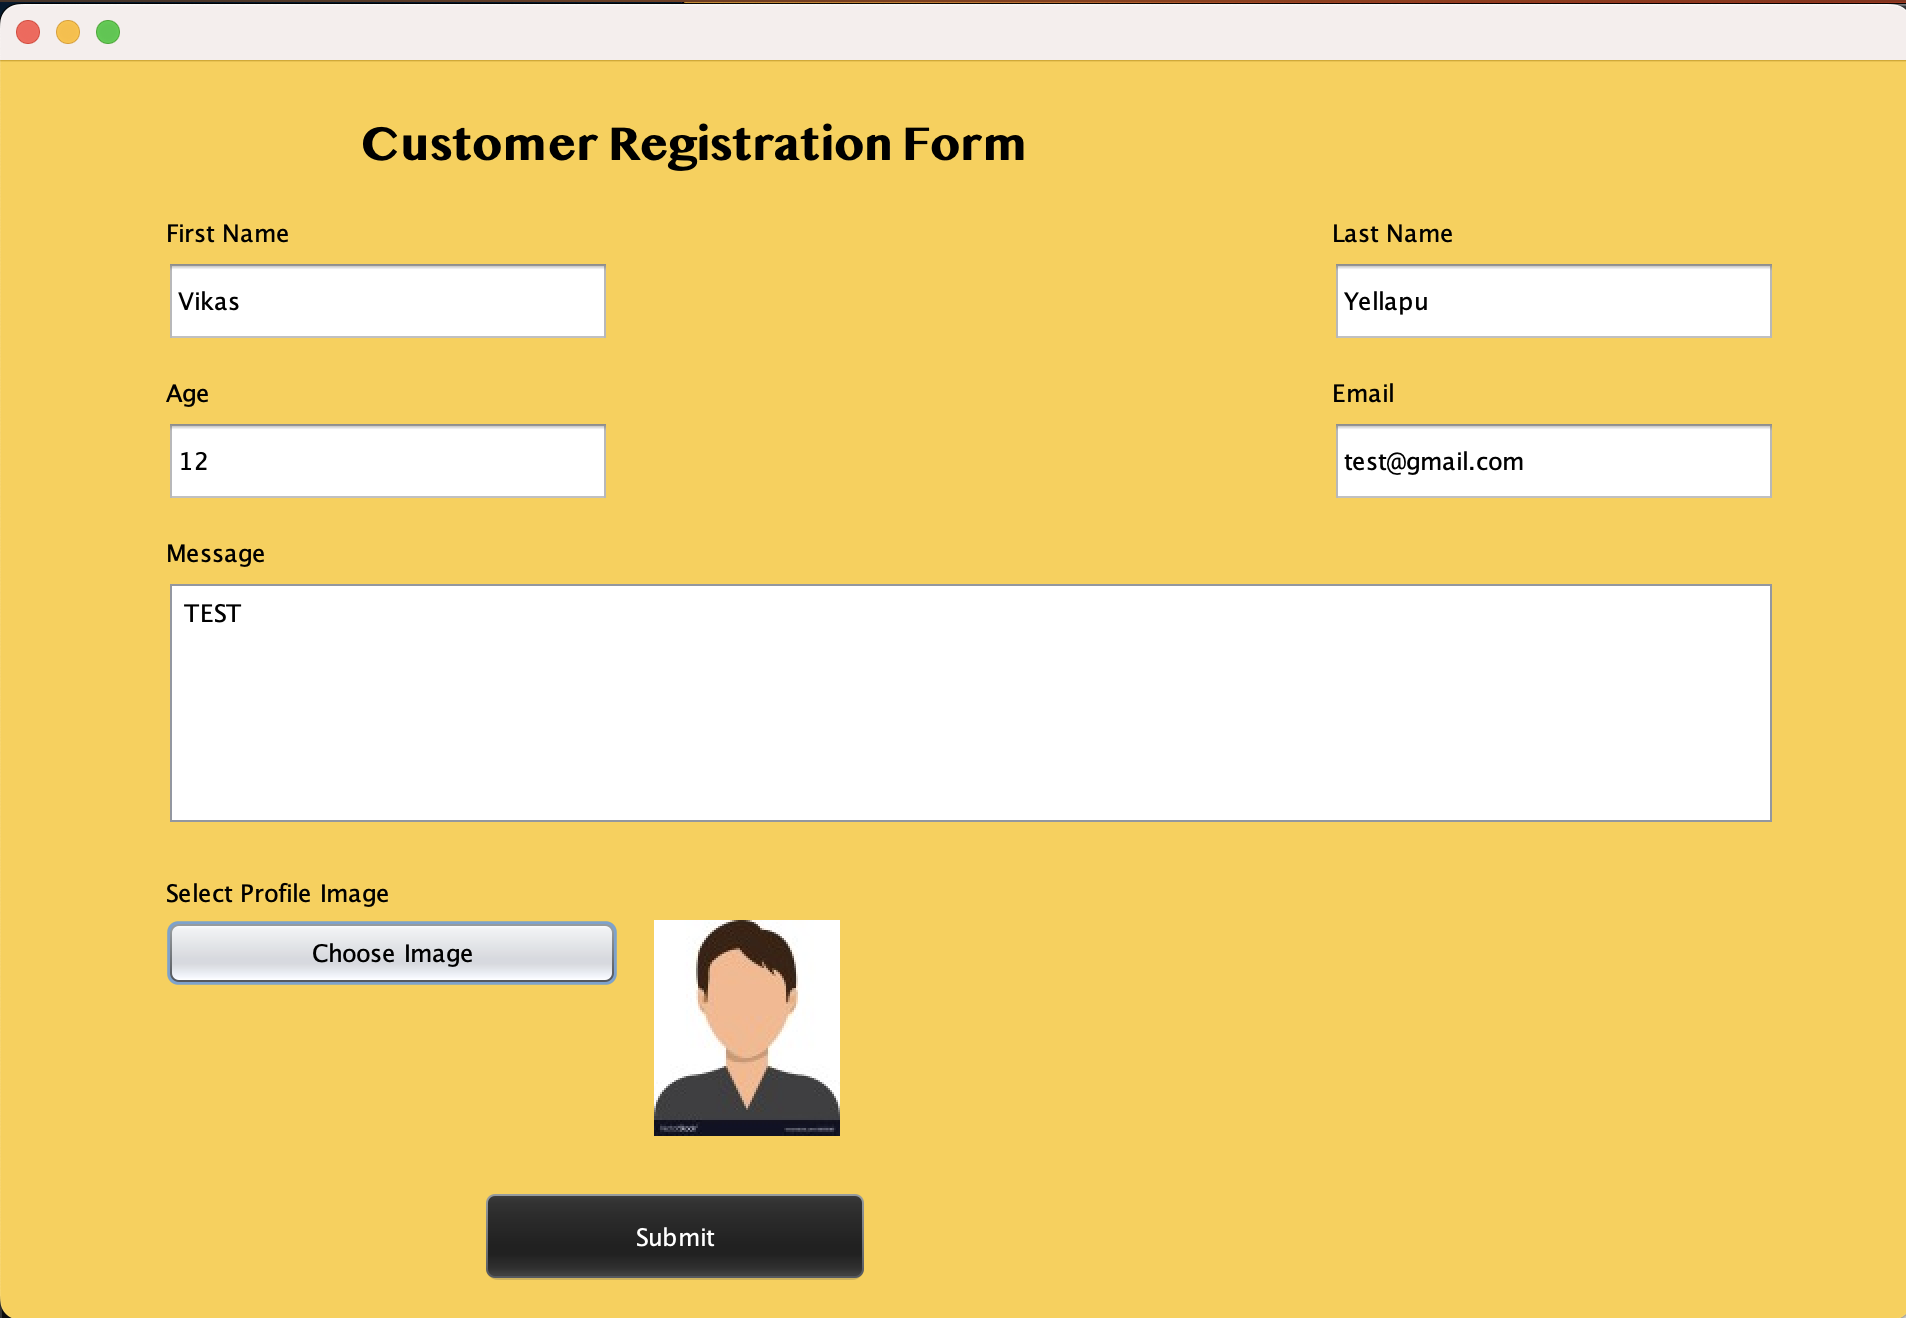 Customer Registration Form
First Name
Last Name
Vikas
Yellapu
Age
Email
12
test@gmail.com
Message
TEST
Select Profile Image
Choose Image
Submit